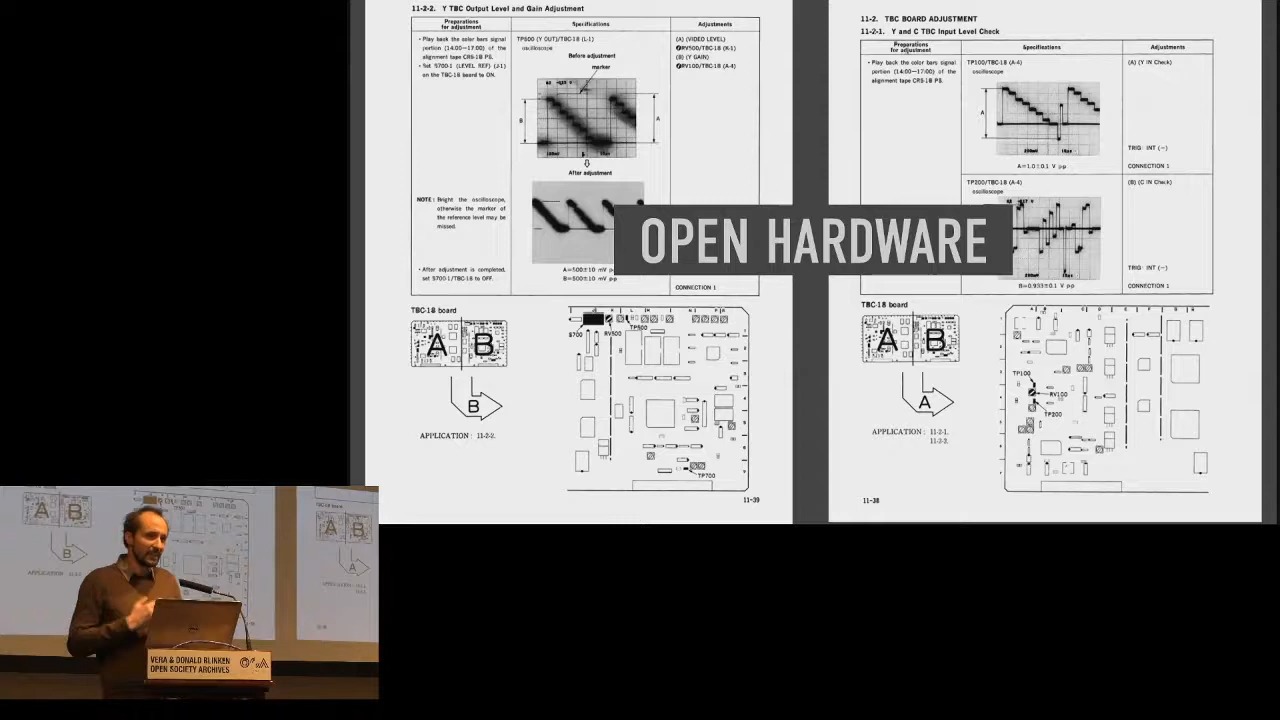 11-2-2. Y TBC Output Level and Gain Adjustment
Preparations
for adjustment
Specifications
Adjustments
• Play back the color bars signal
portion (14:00—17:00) of the
alignment tape CR5-1B PS.
• Set S700-1 (LEVEL REF) (J-1)
on the TBC-18 board to ON.
TP500 (Y OUT)/TBC-18 (L-1)
oscilloscope
Before adjustment
marker
B
A
After adjustment
NOTE: Bright the oscilloscope,
otherwise the marker of
the reference level may be
missed.
• After adjustment is completed,
set S700-1/TBC-18 to OFF.
A=500±10 mV p-p
B=500±10 mV p-p
(A) (VIDEO LEVEL)
RV500/TBC-18 (K-1)
(B) (Y GAIN)
RV100/TBC-18 (A-4)
CONNECTION 1
TBC-18 board
A
B
B
APPLICATION: 11-2-2.
S700
RV500
TP500
TP700
11-39
11-2. TBC BOARD ADJUSTMENT
11-2-1. Y and C TBC Input Level Check
Preparations
for adjustment
Specifications
Adjustments
• Play back the color bars signal
portion (14:00—17:00) of the
alignment tape CR5-1B PS.
TP100/TBC-18 (A-4)
oscilloscope
A
A=1.0±0.1 V p-p
(A) (Y IN Check)
TRIG: INT (−)
CONNECTION 1
TP200/TBC-18 (A-4)
oscilloscope
B=0.933±0.1 V p-p
(B) (C IN Check)
TRIG: INT (−)
CONNECTION 1
OPEN HARDWARE
TBC-18 board
A
B
A
APPLICATION: 11-2-1.
11-2-2.
TP100
RV100
TP200
11-38
VERA & DONALD BLINKEN
OPEN SOCIETY ARCHIVES